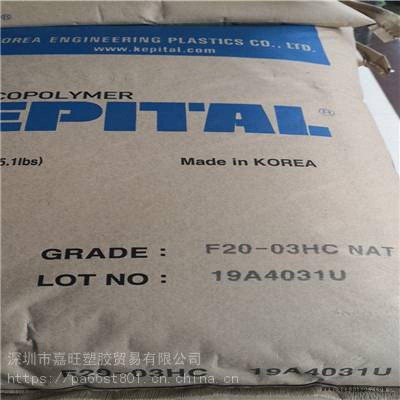 KOREA ENGINEERING PLASTICS CO., LTD.
www.kepital.com
COPOLYMER
KEPITAL®
5.1lbs)
Made in KOREA
GRADE : F20-03HC NAT
LOT NO : 19A4031U
深圳市嘉旺塑胶贸易有限公司
F20-03HC 19A4031U
https://pa66st801.cn.china.cn